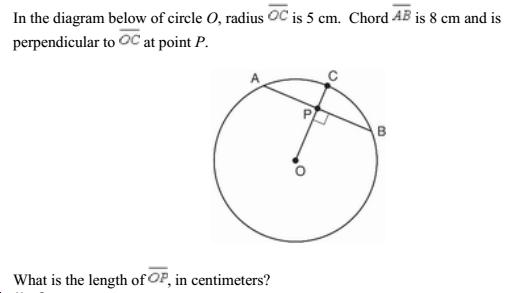 In the diagram below of circle O, radius OC is 5 cm. Chord AB is 8 cm and is
perpendicular to OC at point P.
A
C
P
B
O
What is the length of OP, in centimeters?